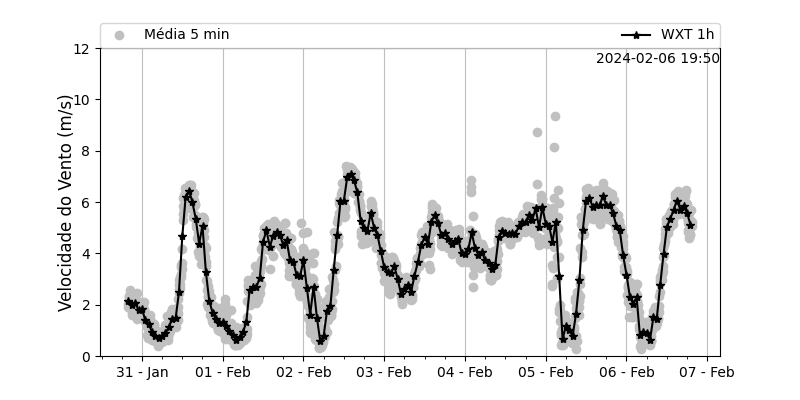 Média 5 min
WXT 1h
2024-02-06 19:50
Velocidade do Vento (m/s)
12
10
8
6
4
2
0
31 - Jan
01 - Feb
02 - Feb
03 - Feb
04 - Feb
05 - Feb
06 - Feb
07 - Feb